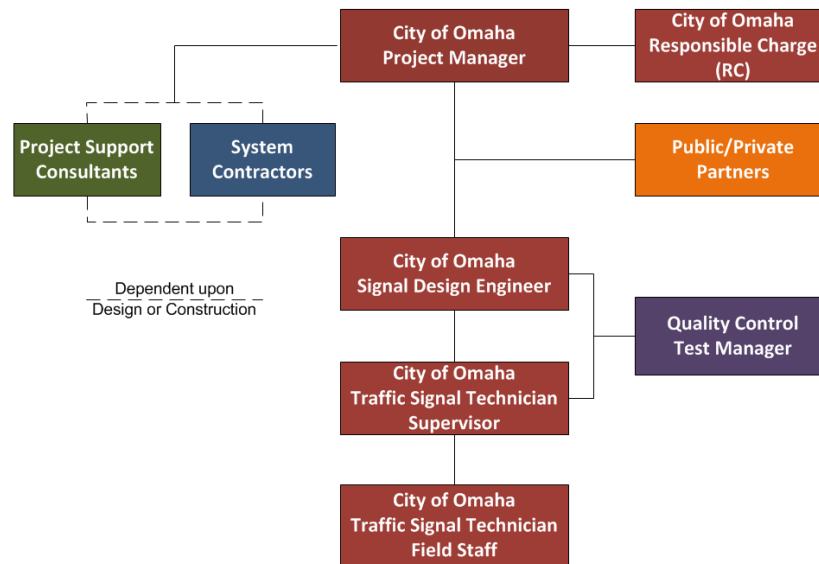 City of Omaha
Project Manager
City of Omaha
Responsible Charge
(RC)
Project Support
Consultants
System
Contractors
Public/Private
Partners
City of Omaha
Signal Design Engineer
Dependent upon
Design or Construction
Quality Control
Test Manager
City of Omaha
Traffic Signal Technician
Supervisor
City of Omaha
Traffic Signal Technician
Field Staff